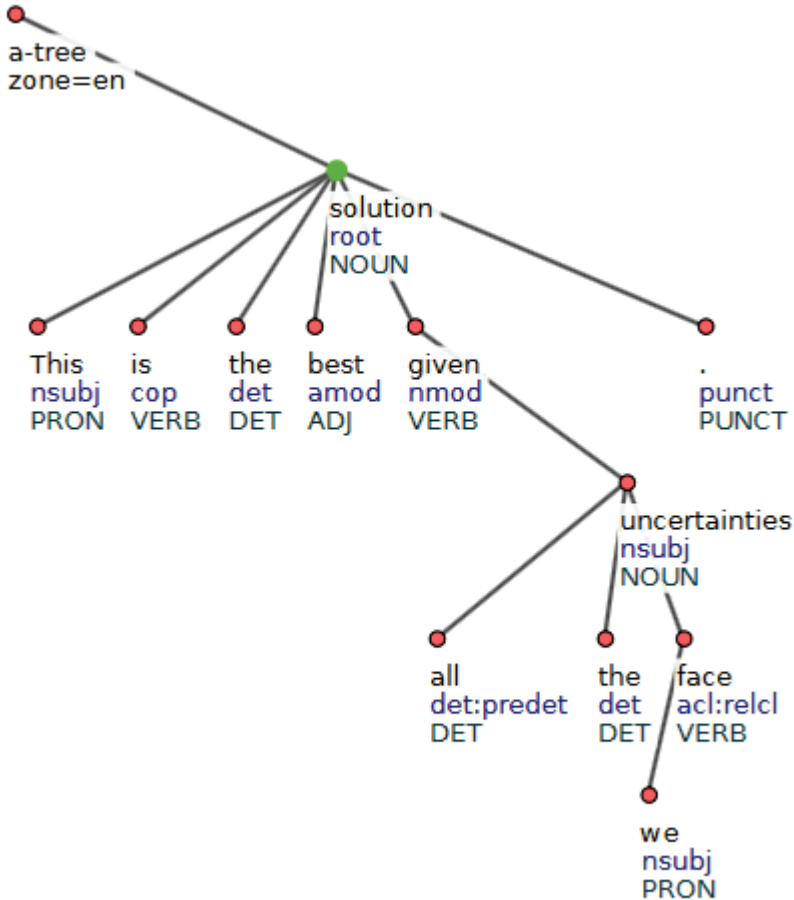 a-tree
zone=en
solution
root
NOUN
This is the best given .
nsubj cop det amod nmod punct
PRON VERB DET ADJ VERB PUNCT
uncertainties
nsubj
NOUN
all the face
det:predet det acl:relcl
DET DET VERB
we
nsubj
PRON